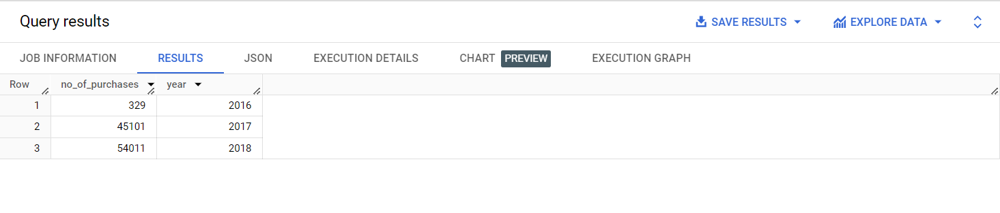 Query results
SAVE RESULTS
EXPLORE DATA
JOB INFORMATION RESULTS JSON EXECUTION DETAILS CHART PREVIEW EXECUTION GRAPH
Row no_of_purchases year
1 329 2016
2 45101 2017
3 54011 2018